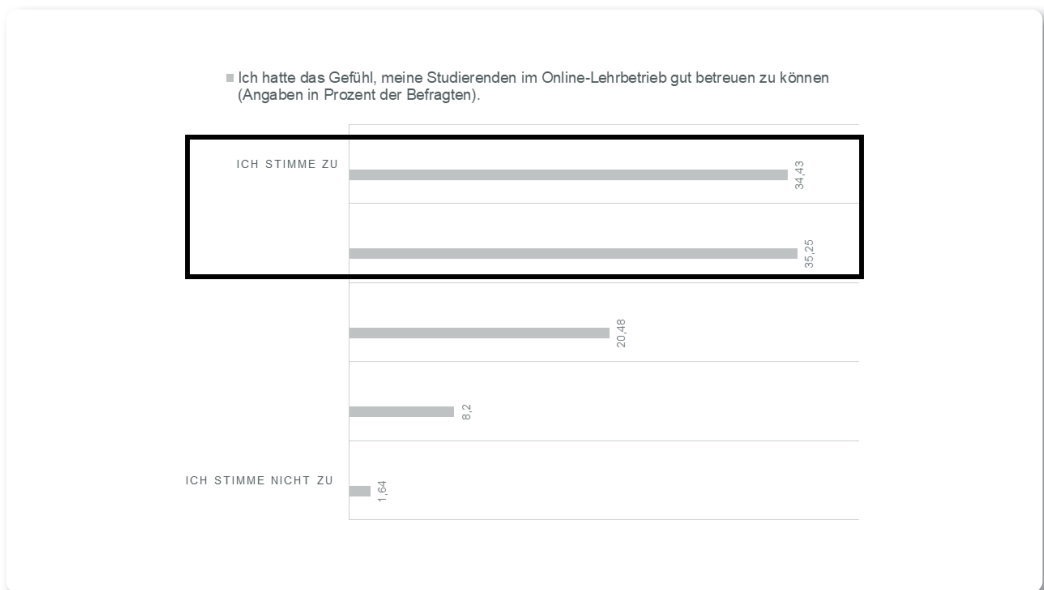 Ich hatte das Gefühl, meine Studierenden im Online-Lehrbetrieb gut betreuen zu können
(Angaben in Prozent der Befragten).
ICH STIMME ZU
34,43
35,25
20,48
8,2
ICH STIMME NICHT ZU
1,64